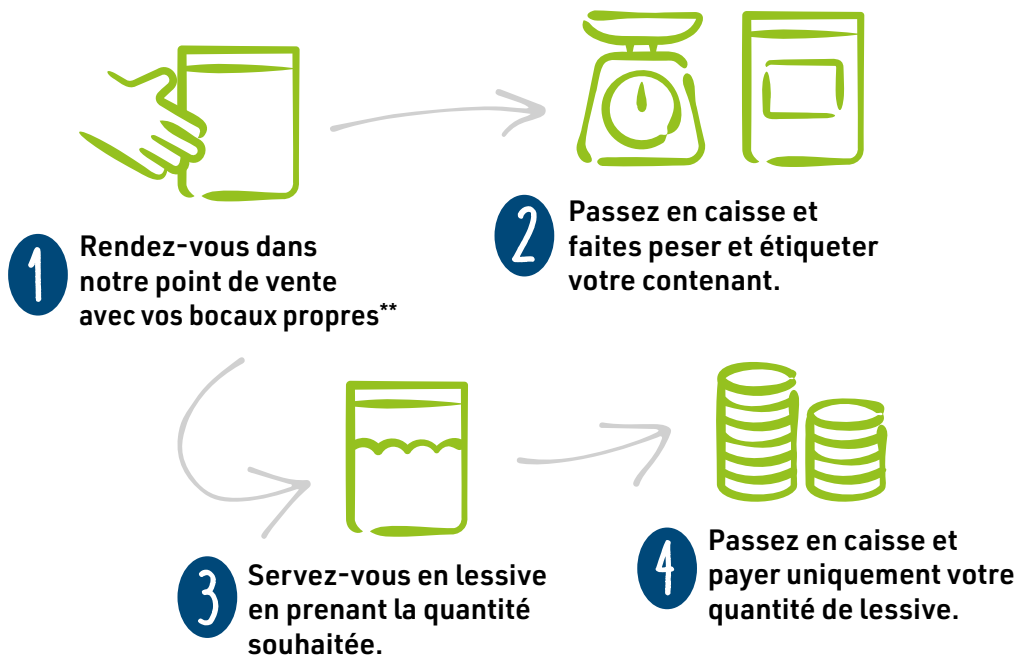 1
Rendez-vous dans
notre point de vente
avec vos bocaux propres**
2
Passez en caisse et
faites peser et étiqueter
votre contenant.
3
Servez-vous en lessive
en prenant la quantité
souhaitée.
4
Passez en caisse et
payer uniquement votre
quantité de lessive.